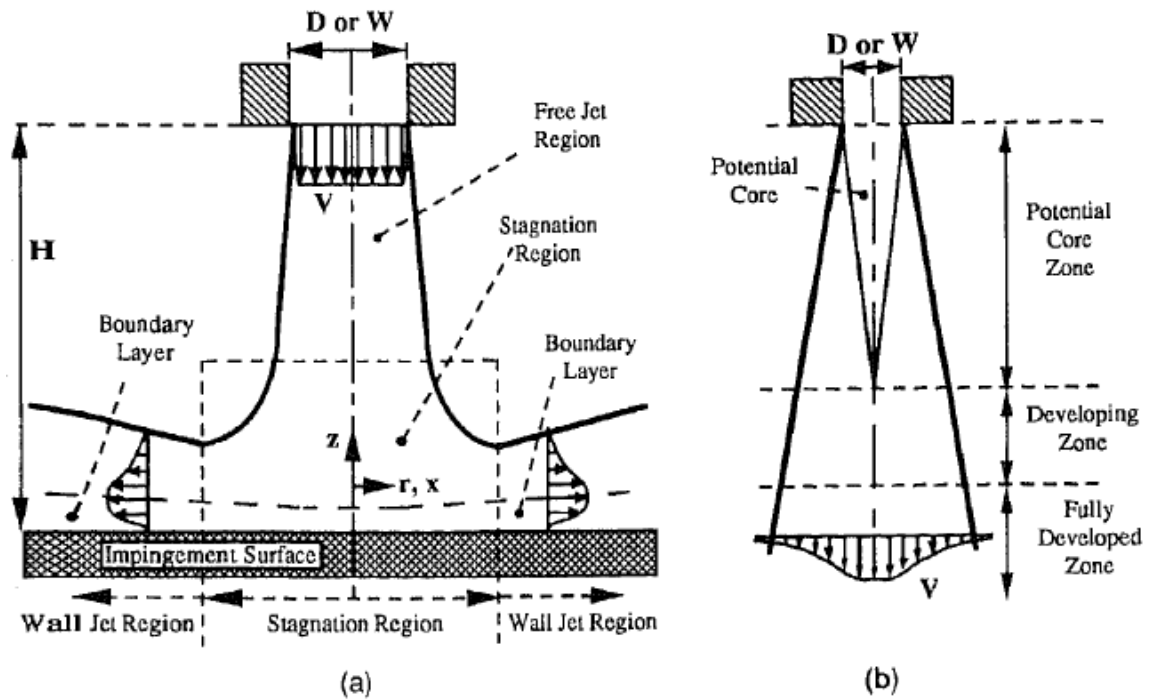 D or W
Free Jet
Region
V
Stagnation
Region
H
Boundary
Layer
Boundary
Layer
z
r, x
Impingement Surface
Wall Jet Region
Stagnation Region
Wall Jet Region
(a)
(b)
D or W
Potential
Core
Potential
Core
Zone
Developing
Zone
Fully
Developed
Zone
V
(b)